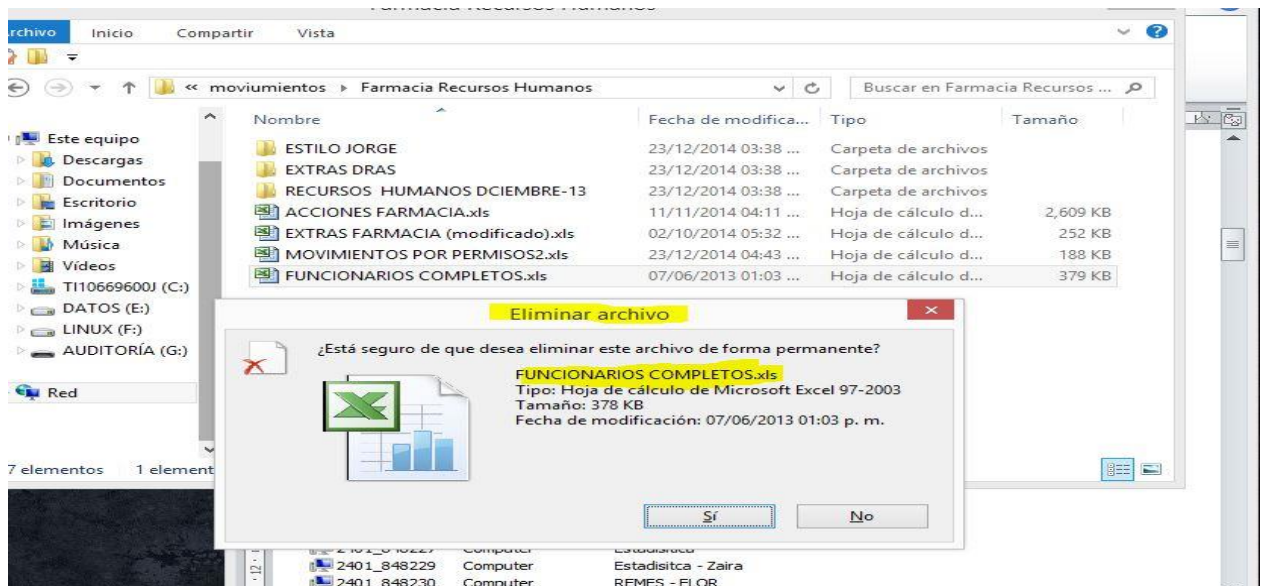 Farmacia Recursos Humanos
Archivo Inicio Compartir Vista
« moviumientos Farmacia Recursos Humanos Buscar en Farmacia Recursos ...
Nombre Fecha de modifica... Tipo Tamaño
Este equipo
Descargas
Documentos
Escritorio
Imágenes
Música
Vídeos
TI10669600J (C:)
DATOS (E:)
LINUX (F:)
AUDITORÍA (G:)
Red
ESTILO JORGE 23/12/2014 03:38 ... Carpeta de archivos
EXTRAS DRAS 23/12/2014 03:38 ... Carpeta de archivos
RECURSOS HUMANOS DCIEMBRE-13 23/12/2014 03:38 ... Carpeta de archivos
ACCIONES FARMACIA.xls 11/11/2014 04:11 ... Hoja de cálculo d... 2,609 KB
EXTRAS FARMACIA (modificado).xls 02/10/2014 05:32 ... Hoja de cálculo d... 252 KB
MOVIMIENTOS POR PERMISOS2.xls 23/12/2014 04:43 ... Hoja de cálculo d... 188 KB
FUNCIONARIOS COMPLETOS.xls 07/06/2013 01:03 ... Hoja de cálculo d... 379 KB
7 elementos 1 element
Eliminar archivo
¿Está seguro de que desea eliminar este archivo de forma permanente?
FUNCIONARIOS COMPLETOS.xls
Tipo: Hoja de cálculo de Microsoft Excel 97-2003
Tamaño: 378 KB
Fecha de modificación: 07/06/2013 01:03 p. m.
Sí No
2401_848229 Computer Estadisitca - Zaira
2401_848230 Computer REMES - FLOR
12